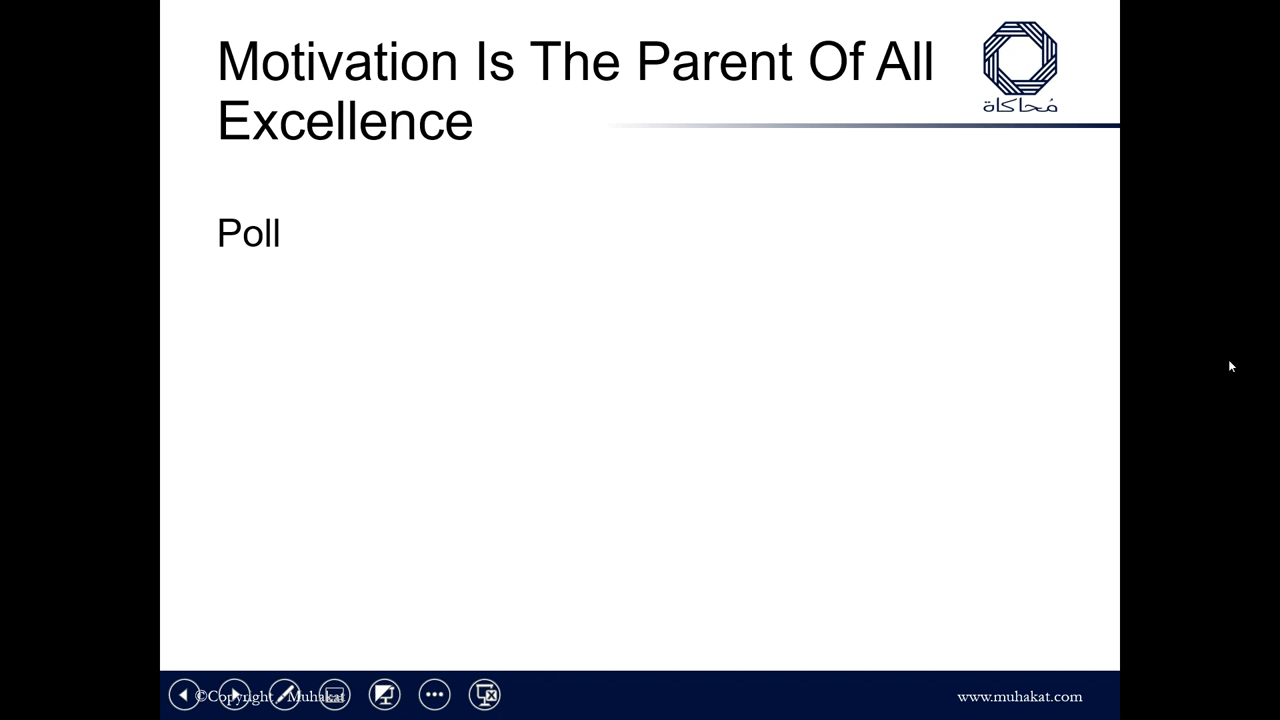 Motivation Is The Parent Of All
Excellence
مُحاكاة
Poll
©Copyright - Muhakat
www.muhakat.com